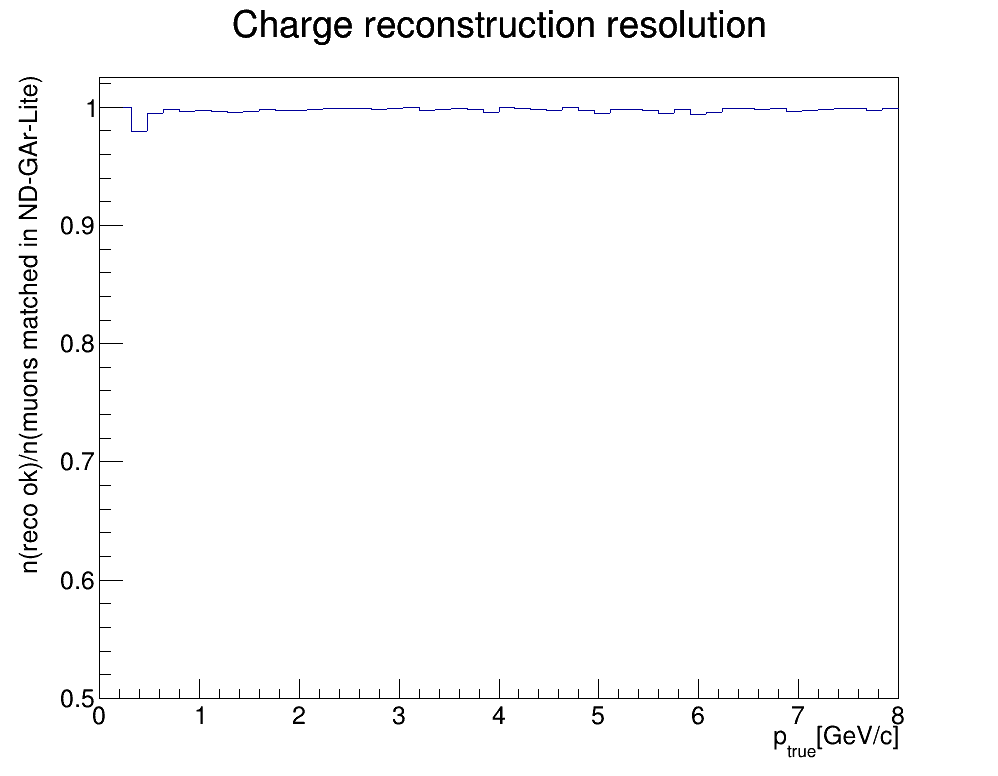 Charge reconstruction resolution
n(reco ok)/n(muons matched in ND-GAr-Lite)
1
0.9
0.8
0.7
0.6
0.5
0 1 2 3 4 5 6 7 8
p_true[GeV/c]